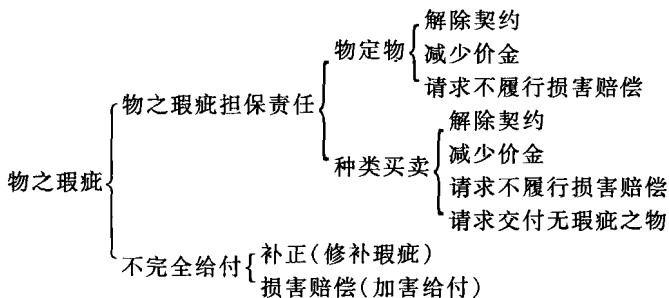 物之瑕疵
物之瑕疵担保责任
物定物
解除契约
减少价金
请求不履行损害赔偿
种类买卖
解除契约
减少价金
请求不履行损害赔偿
请求交付无瑕疵之物
不完全给付
补正(修补瑕疵)
损害赔偿(加害给付)